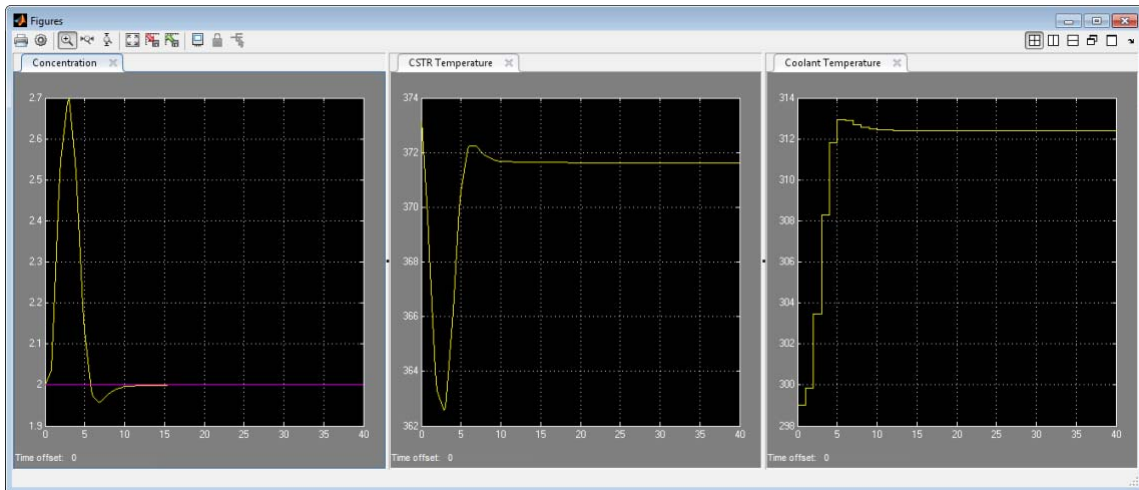 Figures
Concentration
2.7
2.6
2.5
2.4
2.3
2.2
2.1
2
1.9
0 5 10 15 20 25 30 35 40
Time offset: 0
CSTR Temperature
374
372
370
368
366
364
362
0 5 10 15 20 25 30 35 40
Time offset: 0
Coolant Temperature
314
312
310
308
306
304
302
300
298
0 5 10 15 20 25 30 35 40
Time offset: 0